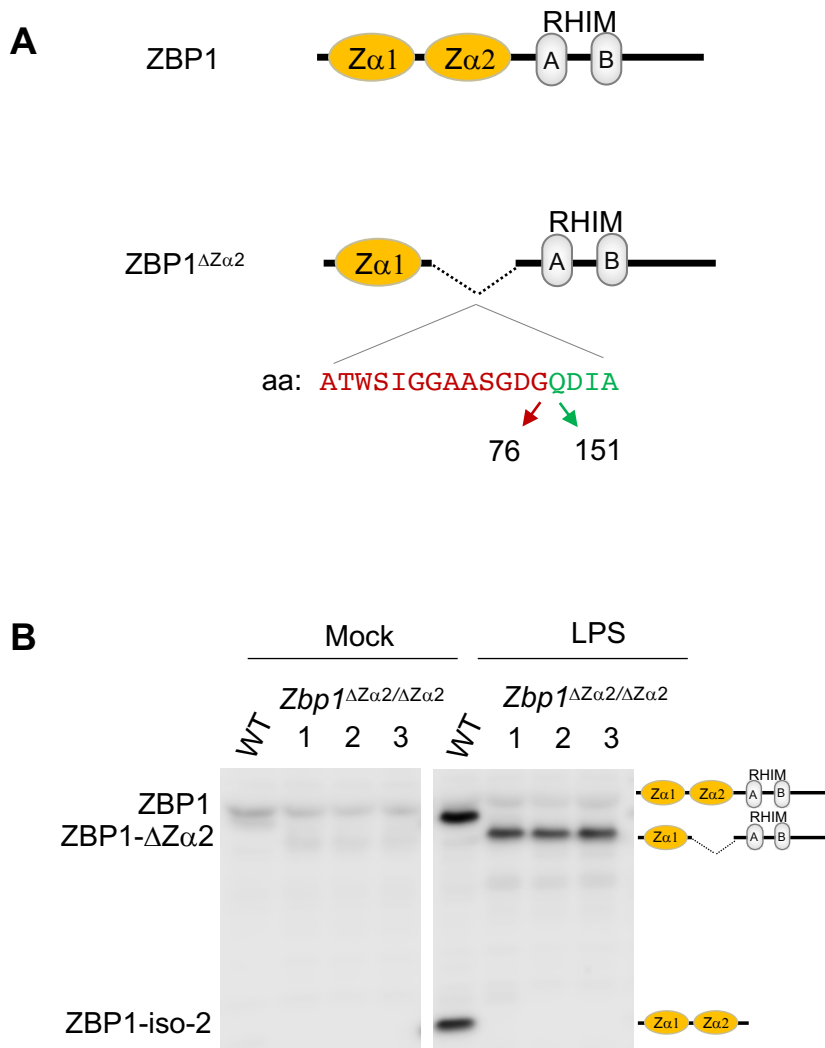 A
ZBP1
RHIM
Zα1 Zα2 A B
ZBP1ΔZα2
RHIM
Zα1 A B
aa: ATWSIGGAASGDGQDIA
76 151
B
Mock LPS
Zbp1ΔZα2/ΔZα2 Zbp1ΔZα2/ΔZα2
WT 1 2 3 WT 1 2 3
ZBP1
RHIM
Zα1 Zα2 A B
ZBP1-ΔZα2
RHIM
Zα1 A B
ZBP1-iso-2
Zα1 Zα2